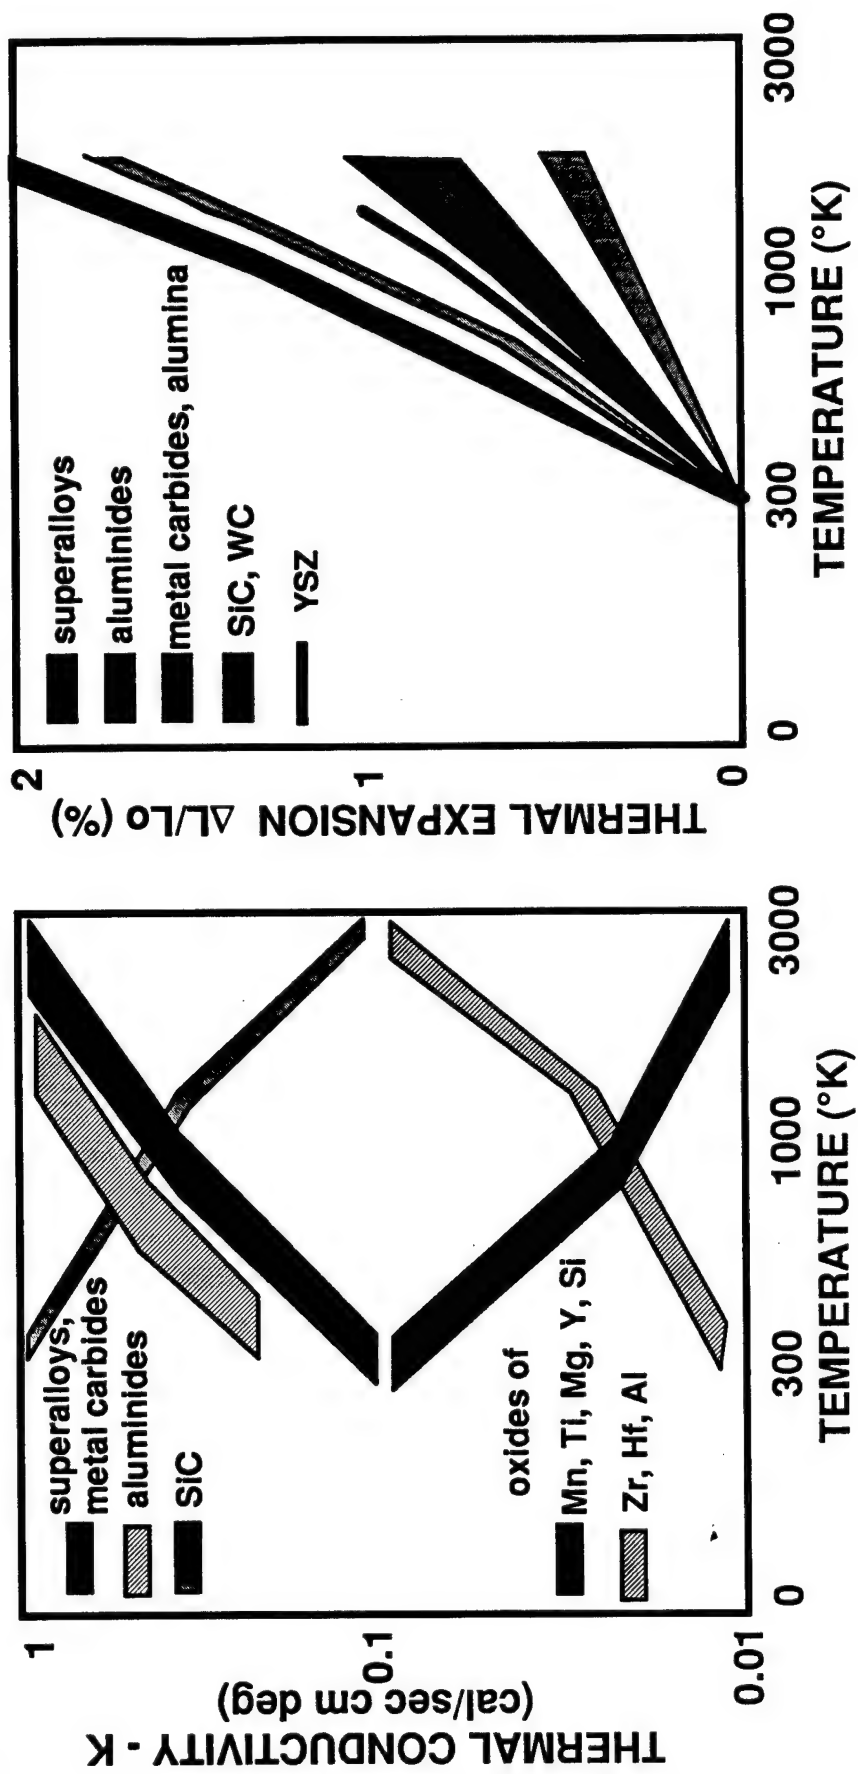 THERMAL CONDUCTIVITY - K
(cal/sec cm deg)
1
0.1
0.01
superalloys,
metal carbides
aluminides
SiC
oxides of
Mn, Ti, Mg, Y, Si
Zr, Hf, Al
0
300
1000
3000
TEMPERATURE (°K)
THERMAL EXPANSION ΔL/Lo (%)
2
1
0
superalloys
aluminides
metal carbides, alumina
SiC, WC
YSZ
0
300
1000
3000
TEMPERATURE (°K)